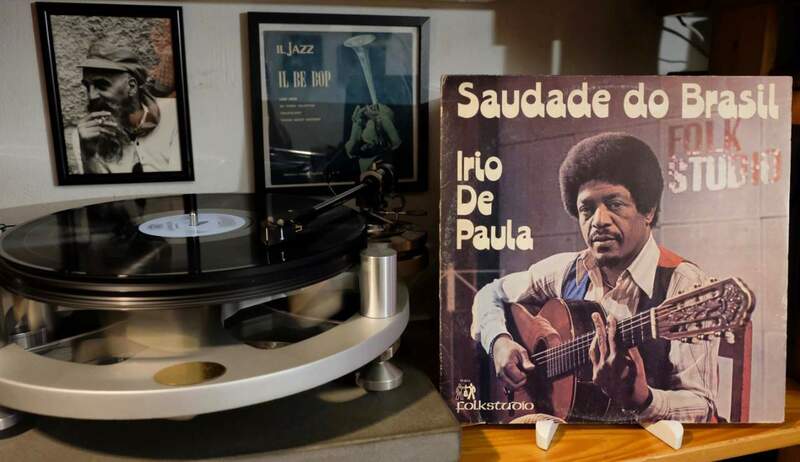 IL JAZZ
IL BE BOP
Saudade do Brasil
Irio
De
Paula
FOLK
STUDIO
folkstudio